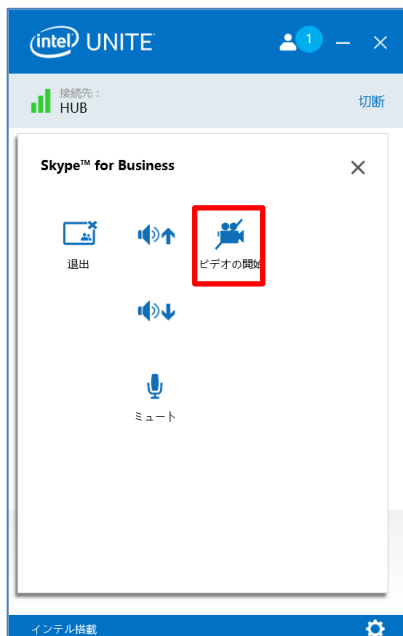 intel UNITE
1
接続先：
HUB
切断
Skype™ for Business
退出
ビデオの開始
ミュート
インテル搭載